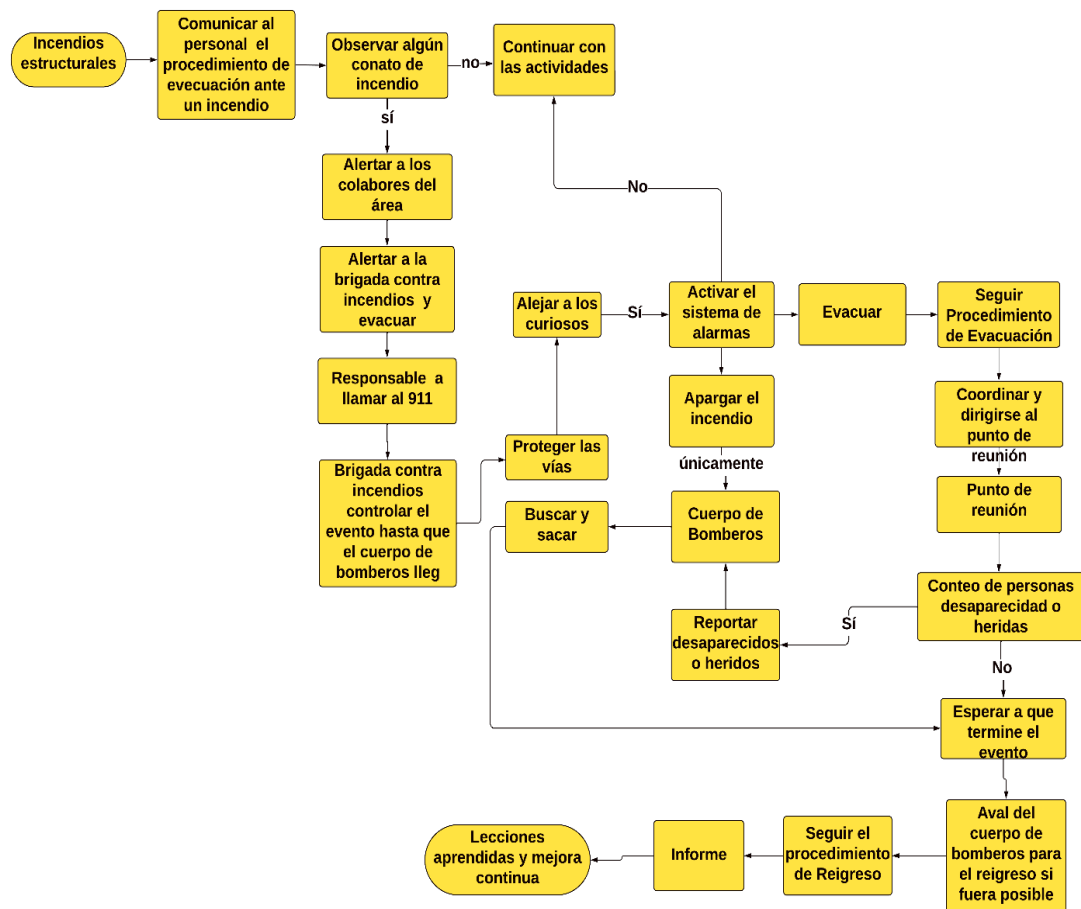 Incendios
estructurales
Comunicar al
personal el
procedimiento de
evecuación ante
un incendio
Observar algún
conato de
incendio
no
Continuar con
las actividades
sí
Alertar a los
colabores del
área
Alertar a la
brigada contra
incendios y
evacuar
Responsable a
llamar al 911
Brigada contra
incendios
controlar el
evento hasta que
el cuerpo de
bomberos lleg
Proteger las
vías
Alejar a los
curiosos
Sí
Activar el
sistema de
alarmas
No
Evacuar
Seguir
Procedimiento
de Evacuación
Apargar el
incendio
únicamente
Cuerpo de
Bomberos
Buscar y
sacar
Coordinar y
dirigirse al
punto de
reunión
Punto de
reunión
Conteo de personas
desaparecidad o
heridas
Sí
Reportar
desaparecidos
o heridos
No
Esperar a que
termine el
evento
Aval del
cuerpo de
bomberos para
el reigreso si
fuera posible
Seguir el
procedimiento
de Reigreso
Informe
Lecciones
aprendidas y mejora
continua